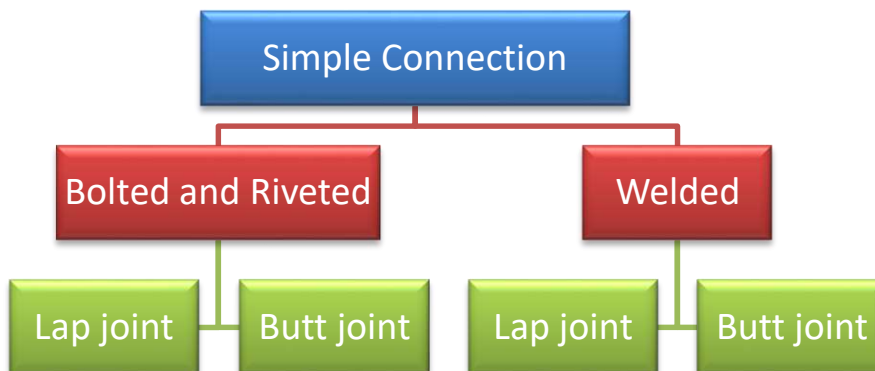 Simple Connection
Bolted and Riveted
Welded
Lap joint
Butt joint
Lap joint
Butt joint